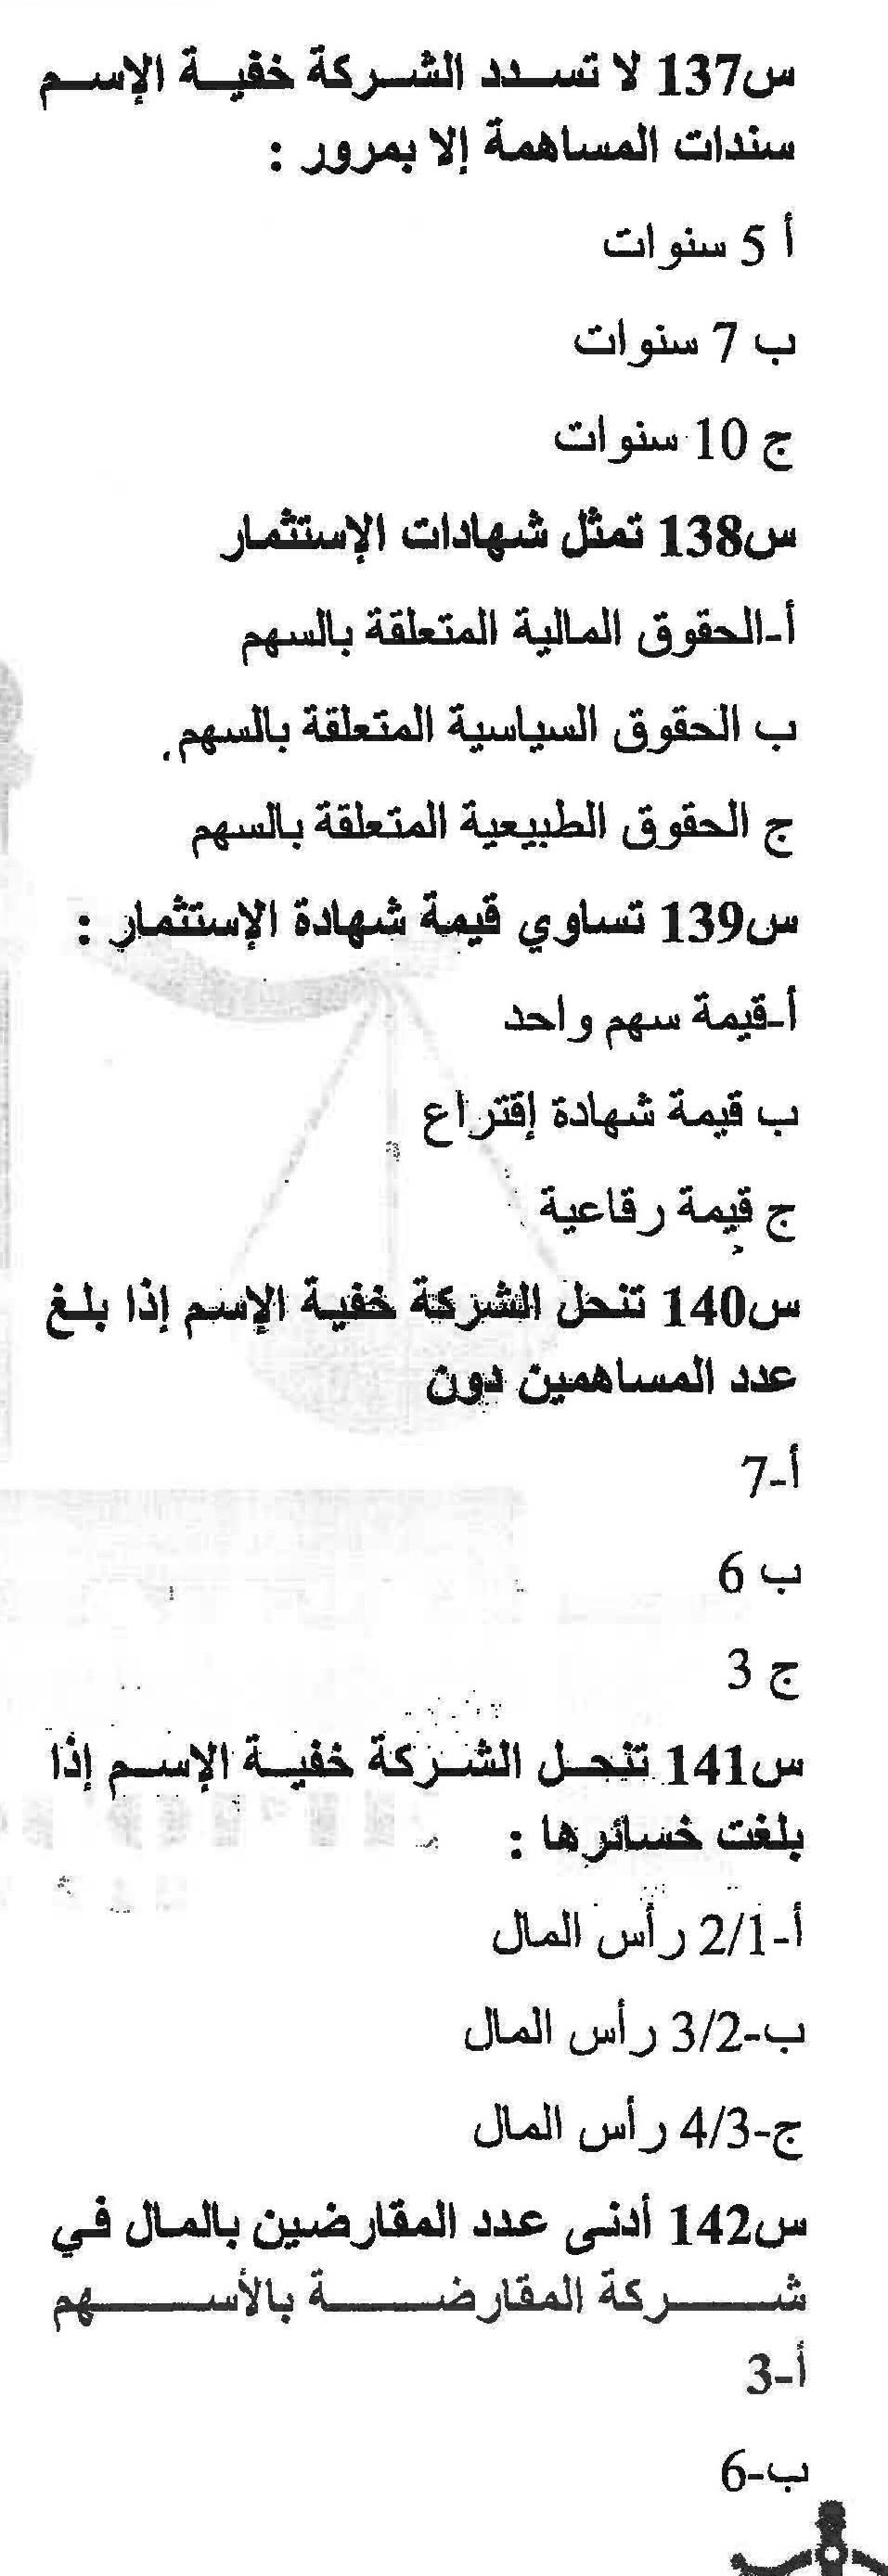 س137 لا تسدد الشركة خفية الإسم
سندات المساهمة إلا بمرور :
أ 5 سنوات
ب 7 سنوات
ج 10 سنوات
س138 تمثل شهادات الإستثمار
أ-الحقوق المالية المتعلقة بالسهم
ب الحقوق السياسية المتعلقة بالسهم
ج الحقوق الطبيعية المتعلقة بالسهم
س139 تساوي قيمة شهادة الإستثمار :
أ-قيمة سهم واحد
ب قيمة شهادة إقتراع
ج قيمة رقاعية
س140 تنحل الشركة خفية الإسم إذا بلغ
عدد المساهمين دون
أ-7
ب 6
ج 3
س141 تنحل الشركة خفية الإسم إذا
بلغت خسائرها :
أ-2/1 رأس المال
ب-3/2 رأس المال
ج-4/3 رأس المال
س142 أدنى عدد المقارضين بالمال في
شركة المقارضة بالأسهم
أ-3
ب-6